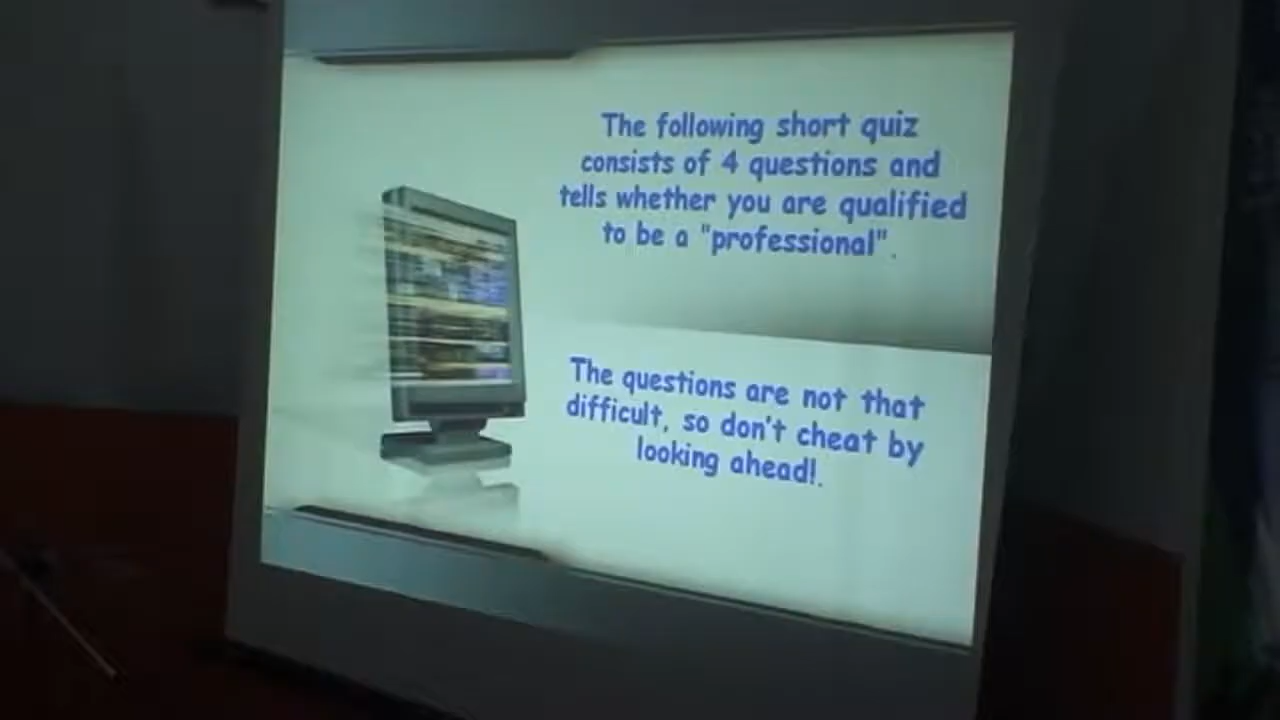 The following short quiz
consists of 4 questions and
tells whether you are qualified
to be a "professional".
The questions are not that
difficult, so don't cheat by
looking ahead!.